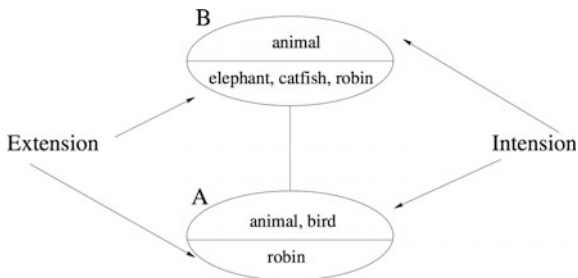 B
animal
elephant, catfish, robin
Extension
Intension
A
animal, bird
robin